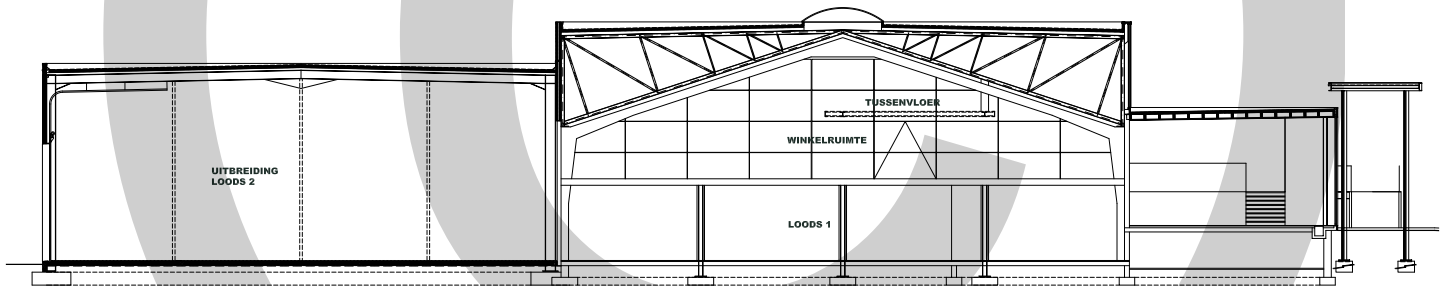 TUSSENVLOER
WINKELRUIMTE
UITBREIDING
LOODS 2
LOODS 1